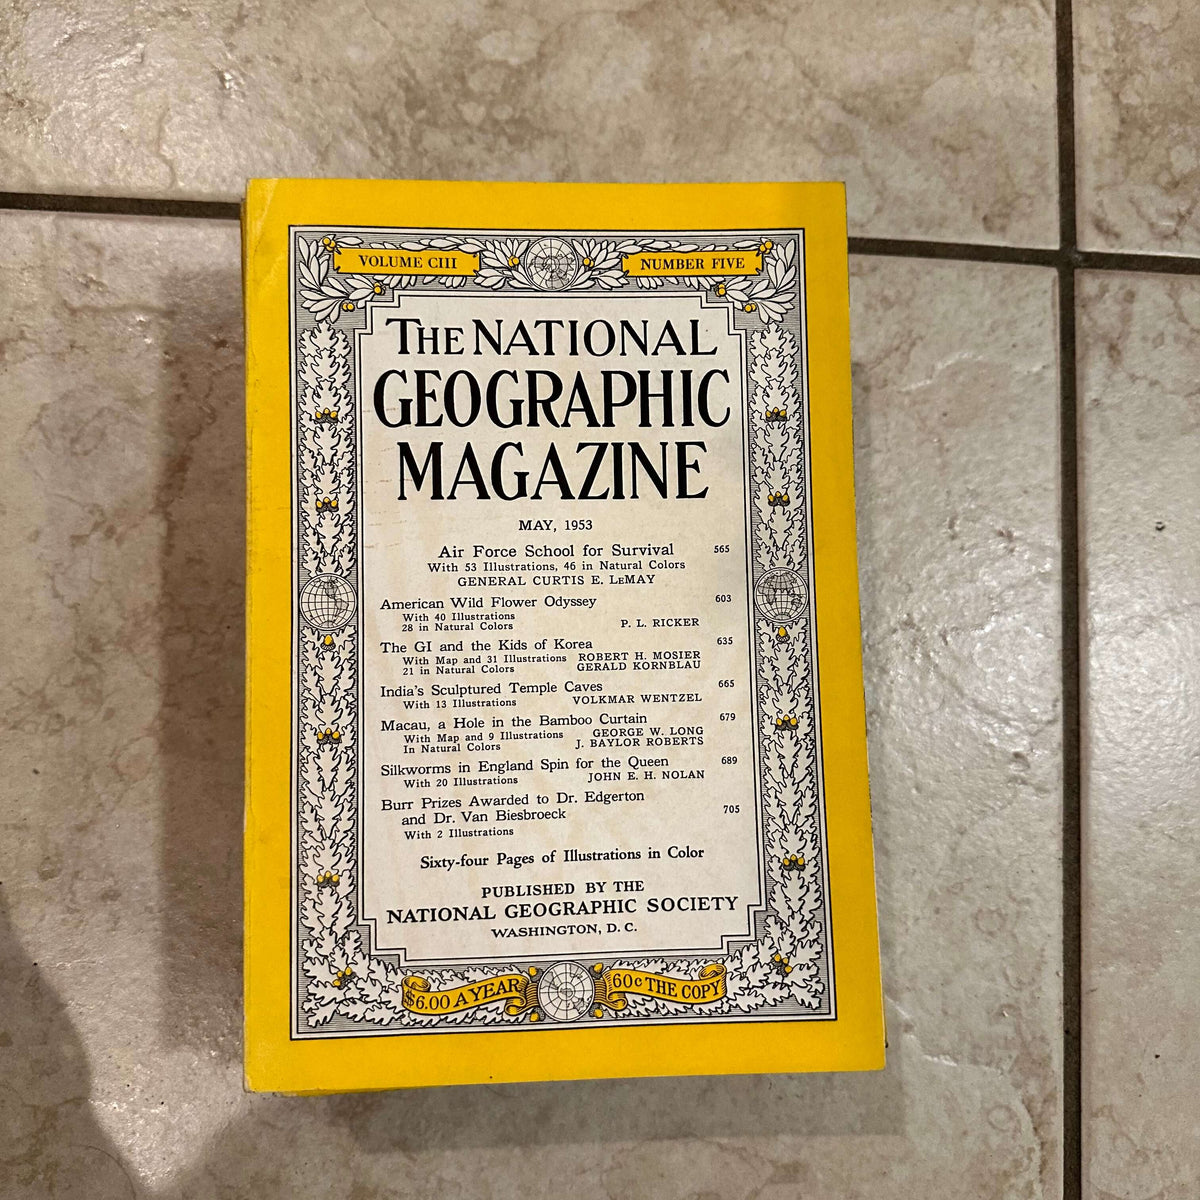 VOLUME CIII
NUMBER FIVE
THE NATIONAL
GEOGRAPHIC
MAGAZINE
MAY, 1953
Air Force School for Survival 565
With 53 Illustrations, 46 in Natural Colors
GENERAL CURTIS E. LEMAY
American Wild Flower Odyssey 603
With 40 Illustrations
28 in Natural Colors P. L. RICKER
The GI and the Kids of Korea 635
With Map and 31 Illustrations ROBERT H. MOSIER
21 in Natural Colors GERALD KORNBLAU
India's Sculptured Temple Caves 665
With 13 Illustrations VOLKMAR WENTZEL
Macau, a Hole in the Bamboo Curtain 679
With Map and 9 Illustrations GEORGE W. LONG
In Natural Colors J. BAYLOR ROBERTS
Silkworms in England Spin for the Queen 689
With 20 Illustrations JOHN E. H. NOLAN
Burr Prizes Awarded to Dr. Edgerton
and Dr. Van Biesbroeck 705
With 2 Illustrations
Sixty-four Pages of Illustrations in Color
PUBLISHED BY THE
NATIONAL GEOGRAPHIC SOCIETY
WASHINGTON, D. C.
$6.00 A YEAR
60c THE COPY